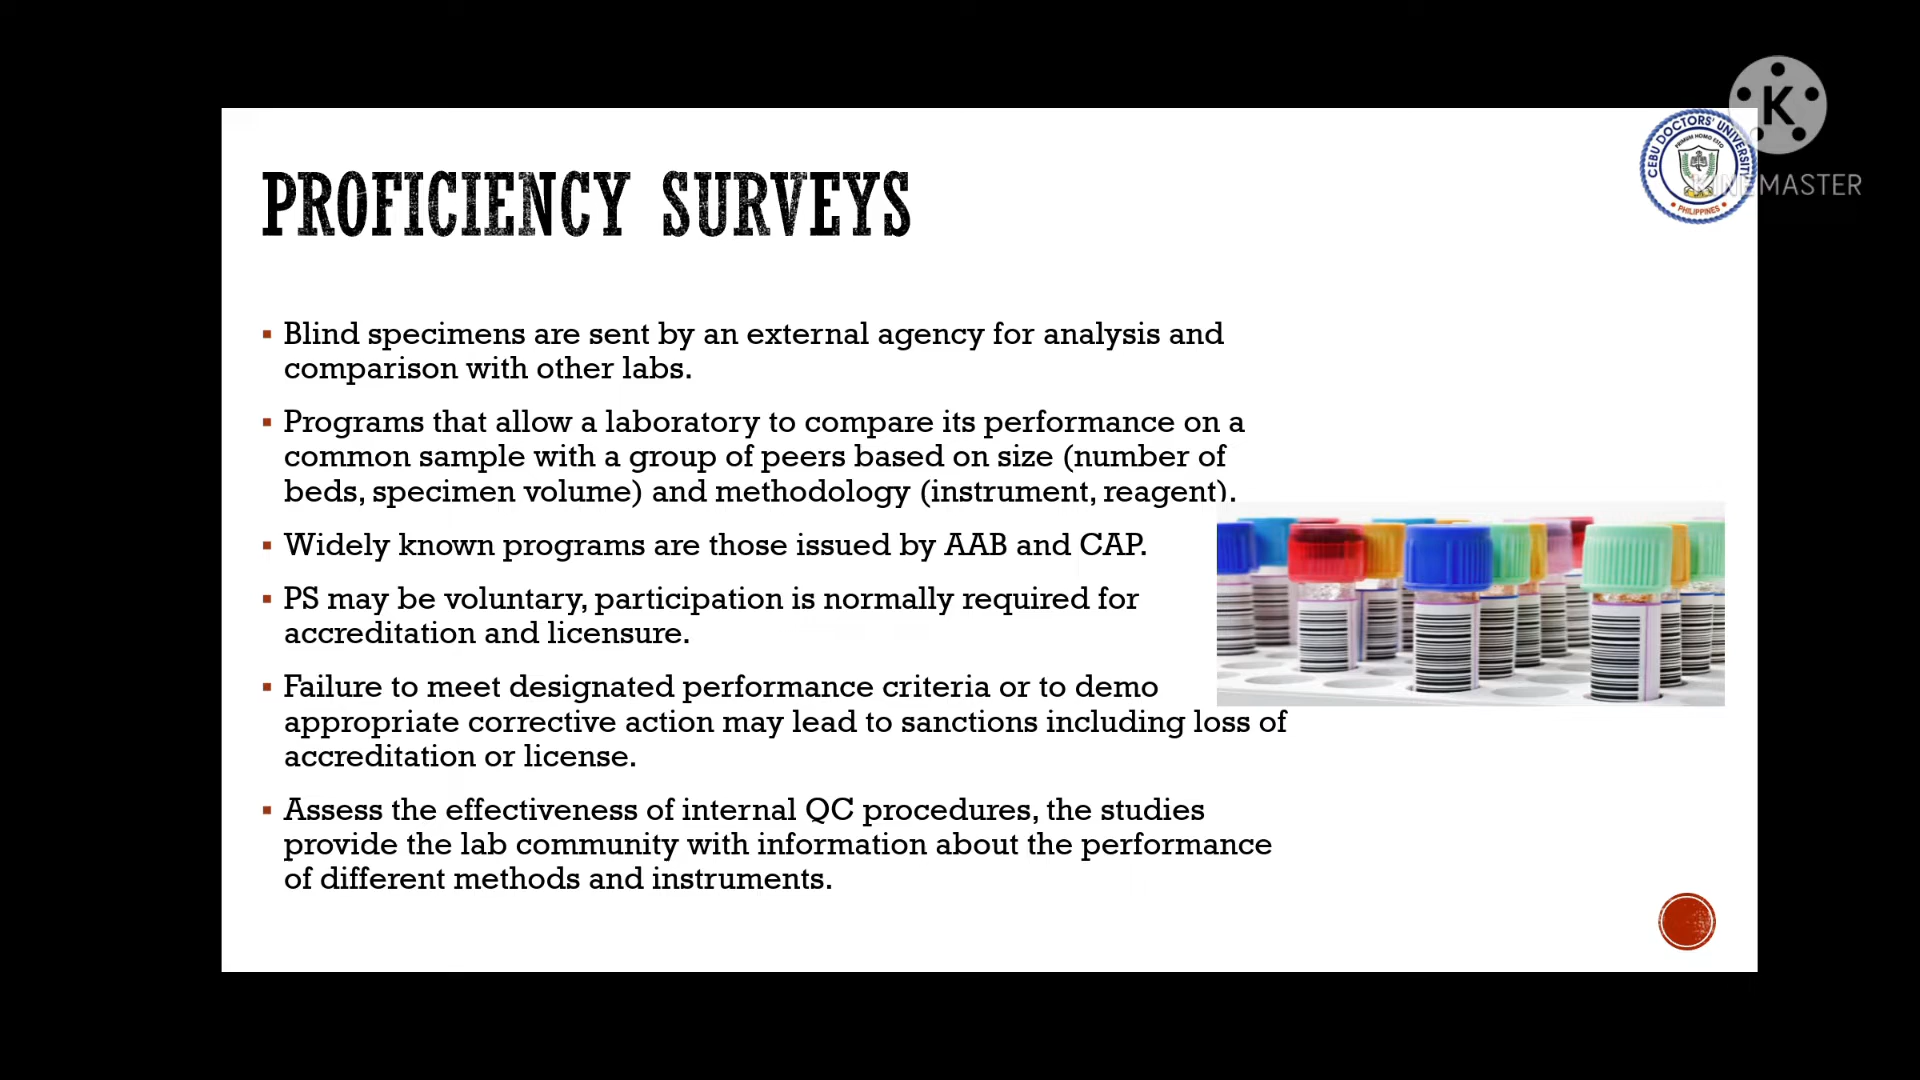 K
KINEMASTER
CEBU DOCTORS' UNIVERSITY
PRIMUM HOMO ESTO
PHILIPPINES
PROFICIENCY SURVEYS
▪ Blind specimens are sent by an external agency for analysis and
comparison with other labs.
▪ Programs that allow a laboratory to compare its performance on a
common sample with a group of peers based on size (number of
beds, specimen volume) and methodology (instrument, reagent).
▪ Widely known programs are those issued by AAB and CAP.
▪ PS may be voluntary, participation is normally required for
accreditation and licensure.
▪ Failure to meet designated performance criteria or to demo
appropriate corrective action may lead to sanctions including loss of
accreditation or license.
▪ Assess the effectiveness of internal QC procedures, the studies
provide the lab community with information about the performance
of different methods and instruments.